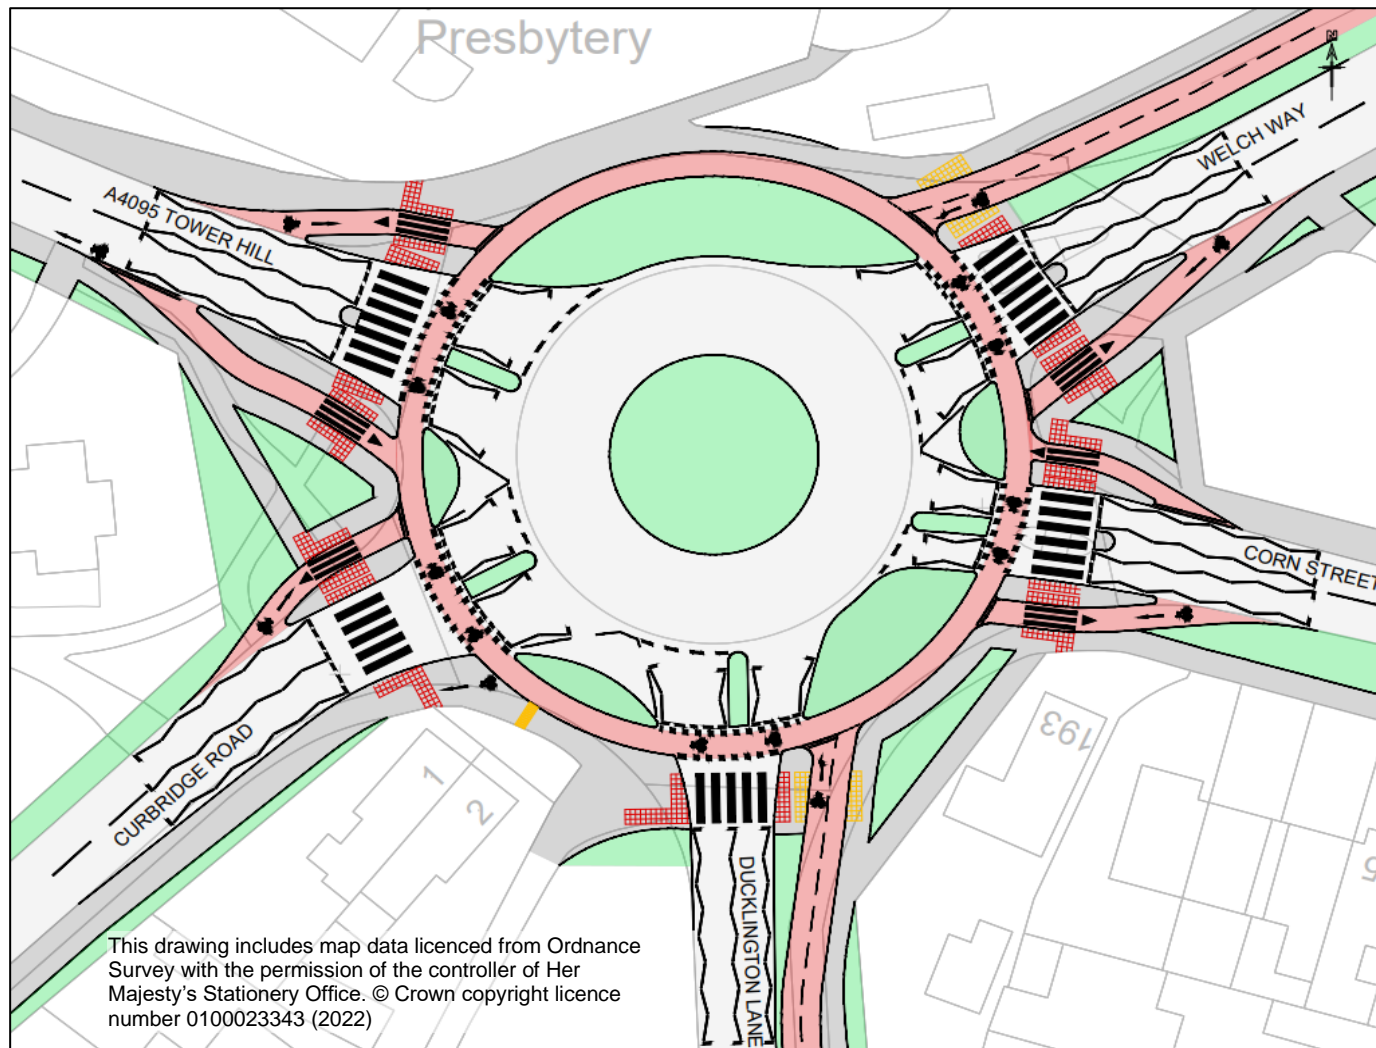 Presbytery
N
WELCH WAY
A4095 TOWER HILL
CORN STREET
193
CURBRIDGE ROAD
1
2
5
DUCKLINGTON LANE
This drawing includes map data licenced from Ordnance
Survey with the permission of the controller of Her
Majesty's Stationery Office. © Crown copyright licence
number 0100023343 (2022)